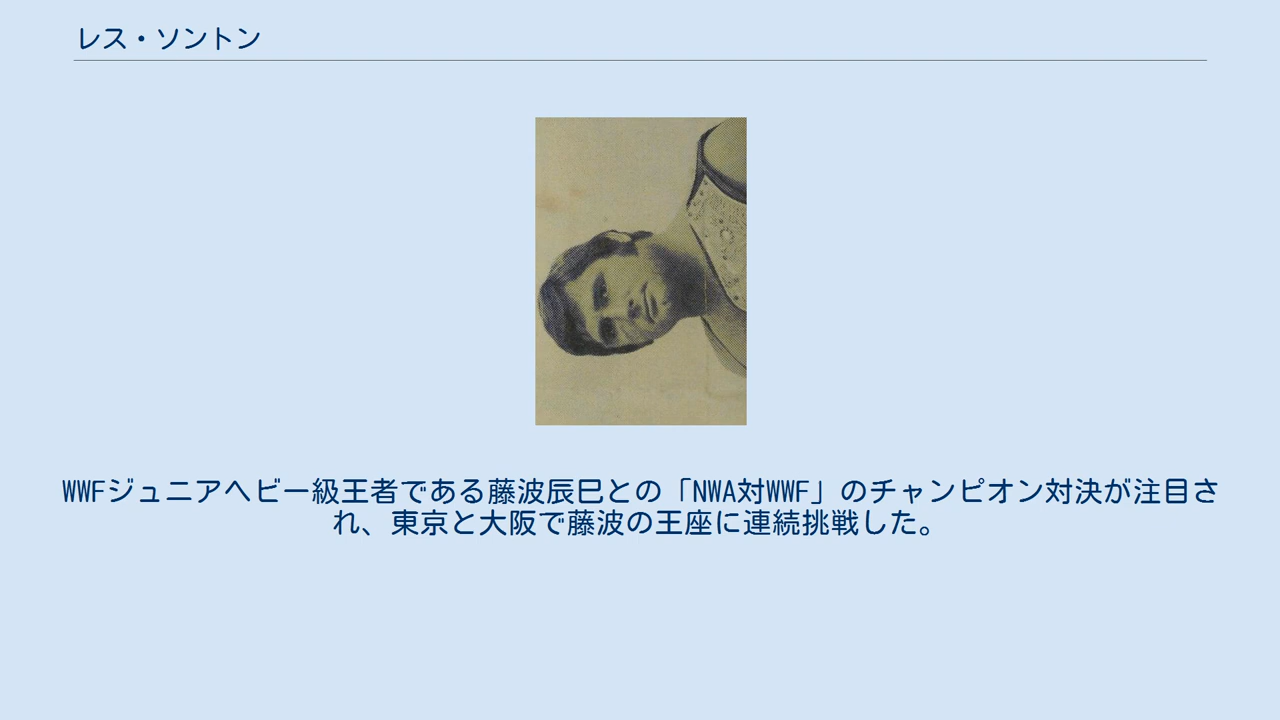 レス・ソントン
WWFジュニアヘビー級王者である藤波辰巳との「NWA対WWF」のチャンピオン対決が注目さ
れ、東京と大阪で藤波の王座に連続挑戦した。